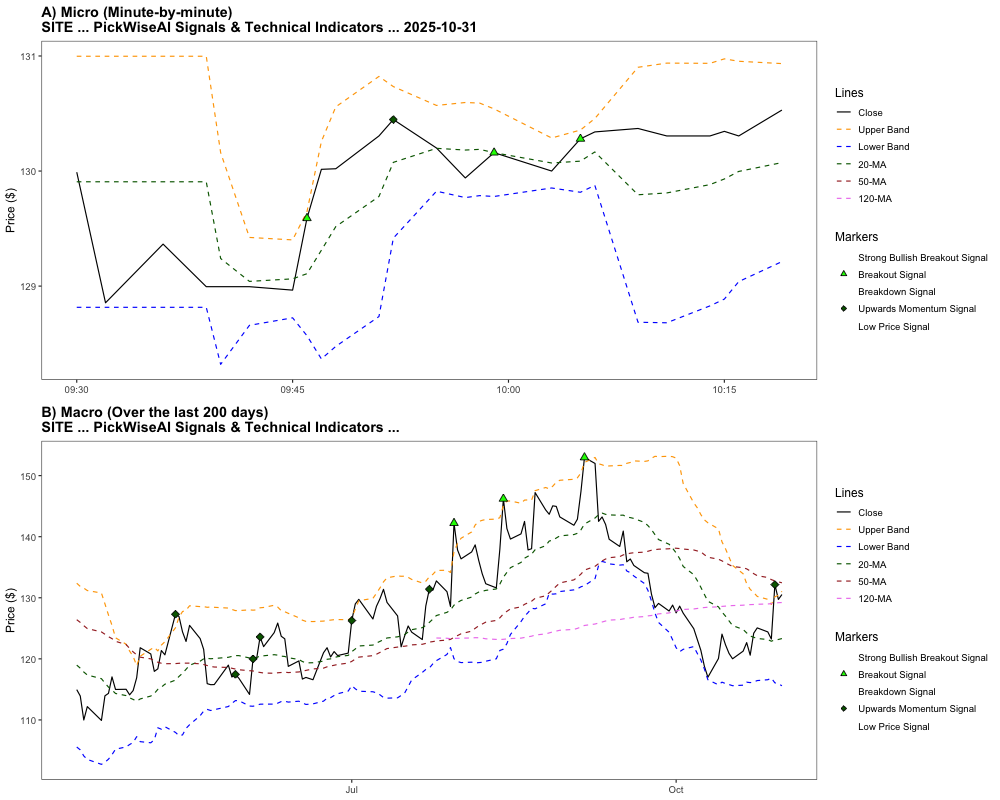 A) Micro (Minute-by-minute)
SITE ... PickWiseAI Signals & Technical Indicators ... 2025-10-31
Price ($)
131
130
129
09:30
09:45
10:00
10:15
Lines
Close
Upper Band
Lower Band
20-MA
50-MA
120-MA
Markers
Strong Bullish Breakout Signal
Breakout Signal
Breakdown Signal
Upwards Momentum Signal
Low Price Signal
B) Macro (Over the last 200 days)
SITE ... PickWiseAI Signals & Technical Indicators ...
Price ($)
150
140
130
120
110
Jul
Oct
Lines
Close
Upper Band
Lower Band
20-MA
50-MA
120-MA
Markers
Strong Bullish Breakout Signal
Breakout Signal
Breakdown Signal
Upwards Momentum Signal
Low Price Signal